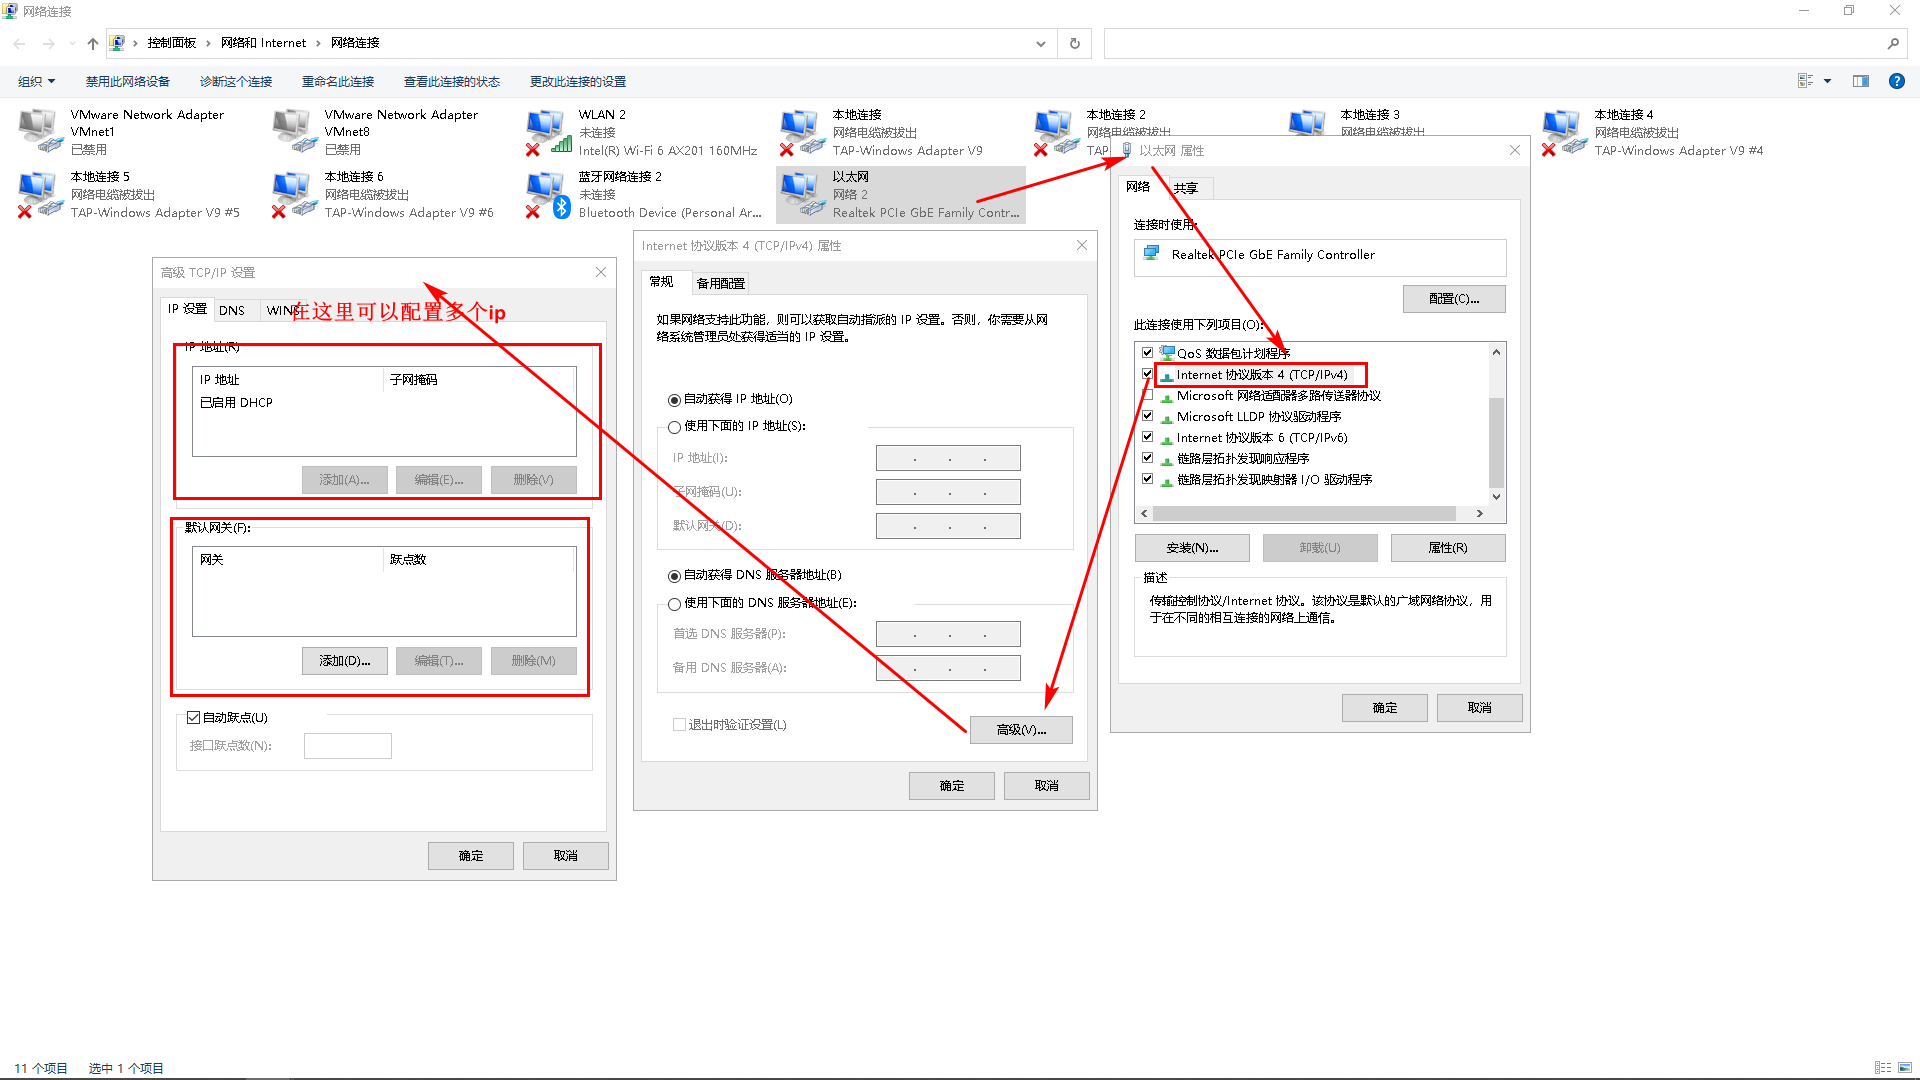 网络连接
控制面板 › 网络和 Internet › 网络连接
组织 禁用此网络设备 诊断这个连接 重命名此连接 查看此连接的状态 更改此连接的设置
VMware Network Adapter
VMnet1
已禁用
VMware Network Adapter
VMnet8
已禁用
WLAN 2
未连接
Intel(R) Wi-Fi 6 AX201 160MHz
本地连接
网络电缆被拔出
TAP-Windows Adapter V9
本地连接 2
网络电缆被拔出
TAP-
本地连接 3
网络电缆被拔出
本地连接 4
网络电缆被拔出
TAP-Windows Adapter V9 #4
本地连接 5
网络电缆被拔出
TAP-Windows Adapter V9 #5
本地连接 6
网络电缆被拔出
TAP-Windows Adapter V9 #6
蓝牙网络连接 2
未连接
Bluetooth Device (Personal Ar...
以太网
网络 2
Realtek PCIe GbE Family Contr...
高级 TCP/IP 设置
IP 设置 DNS WINS
在这里可以配置多个ip
IP 地址(R)
IP 地址 子网掩码
已启用 DHCP
添加(A)... 编辑(E)... 删除(V)
默认网关(F):
网关 跃点数
添加(D)... 编辑(T)... 删除(M)
自动跃点(U)
接口跃点数(N):
确定 取消
Internet 协议版本 4 (TCP/IPv4) 属性
常规 备用配置
如果网络支持此功能，则可以获取自动指派的 IP 设置。否则，你需要从网
络系统管理员处获得适当的 IP 设置。
自动获得 IP 地址(O)
使用下面的 IP 地址(S):
IP 地址(I):
子网掩码(U):
默认网关(D):
自动获得 DNS 服务器地址(B)
使用下面的 DNS 服务器地址(E):
首选 DNS 服务器(P):
备用 DNS 服务器(A):
退出时验证设置(L)
高级(V)...
确定 取消
以太网 属性
网络 共享
连接时使用:
Realtek PCIe GbE Family Controller
配置(C)...
此连接使用下列项目(O):
QoS 数据包计划程序
Internet 协议版本 4 (TCP/IPv4)
Microsoft 网络适配器多路传送器协议
Microsoft LLDP 协议驱动程序
Internet 协议版本 6 (TCP/IPv6)
链路层拓扑发现响应程序
链路层拓扑发现映射器 I/O 驱动程序
安装(N)... 卸载(U) 属性(R)
描述
传输控制协议/Internet 协议。该协议是默认的广域网络协议，用
于在不同的相互连接的网络上通信。
确定 取消
11 个项目 选中 1 个项目